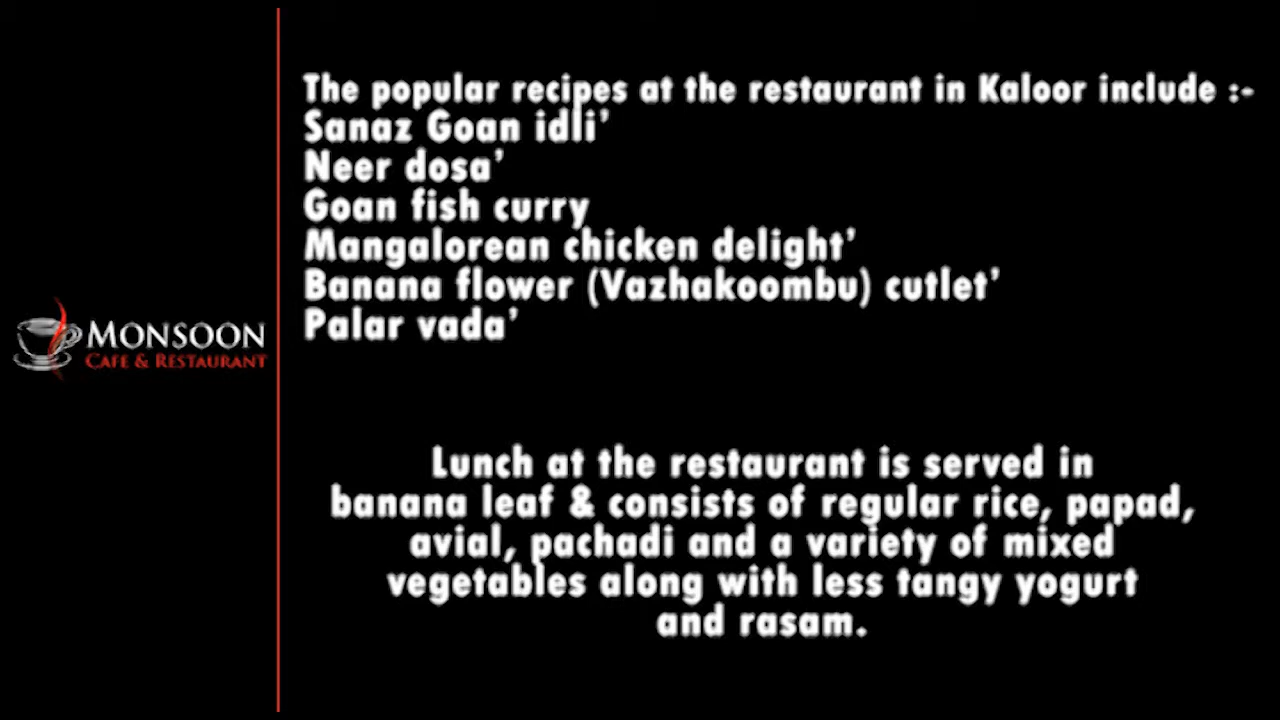 The popular recipes at the restaurant in Kaloor include :-
Sanaz Goan idli’
Neer dosa’
Goan fish curry
Mangalorean chicken delight’
Banana flower (Vazhakoombu) cutlet’
Palar vada’
MONSOON
CAFE & RESTAURANT
Lunch at the restaurant is served in
banana leaf & consists of regular rice, papad,
avial, pachadi and a variety of mixed
vegetables along with less tangy yogurt
and rasam.